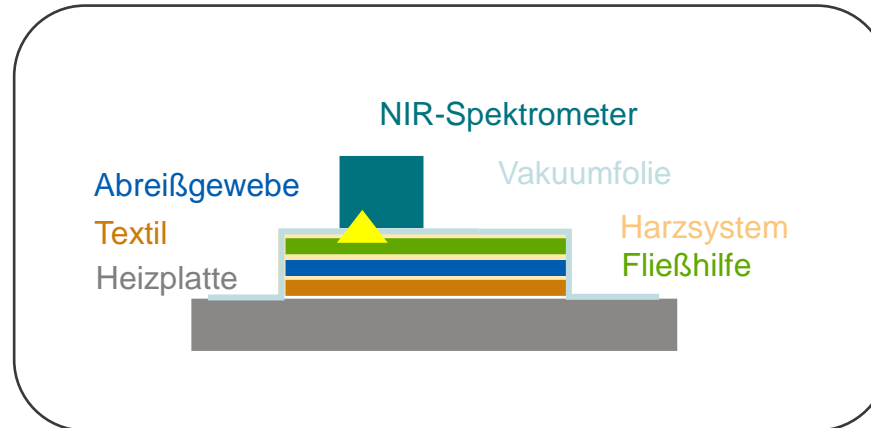 NIR-Spektrometer
Abreißgewebe
Vakuumfolie
Textil
Harzsystem
Heizplatte
Fließhilfe